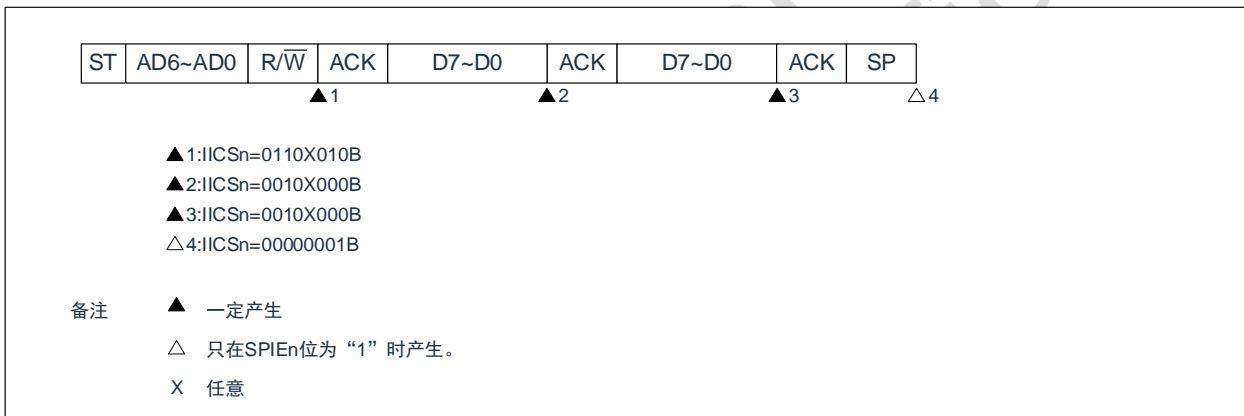 ST AD6~AD0 R/W̅ ACK D7~D0 ACK D7~D0 ACK SP
▲1 ▲2 ▲3 △4
▲1:IICSn=0110X010B
▲2:IICSn=0010X000B
▲3:IICSn=0010X000B
△4:IICSn=00000001B
备注 ▲ 一定产生
△ 只在SPIEn位为“1”时产生。
X 任意